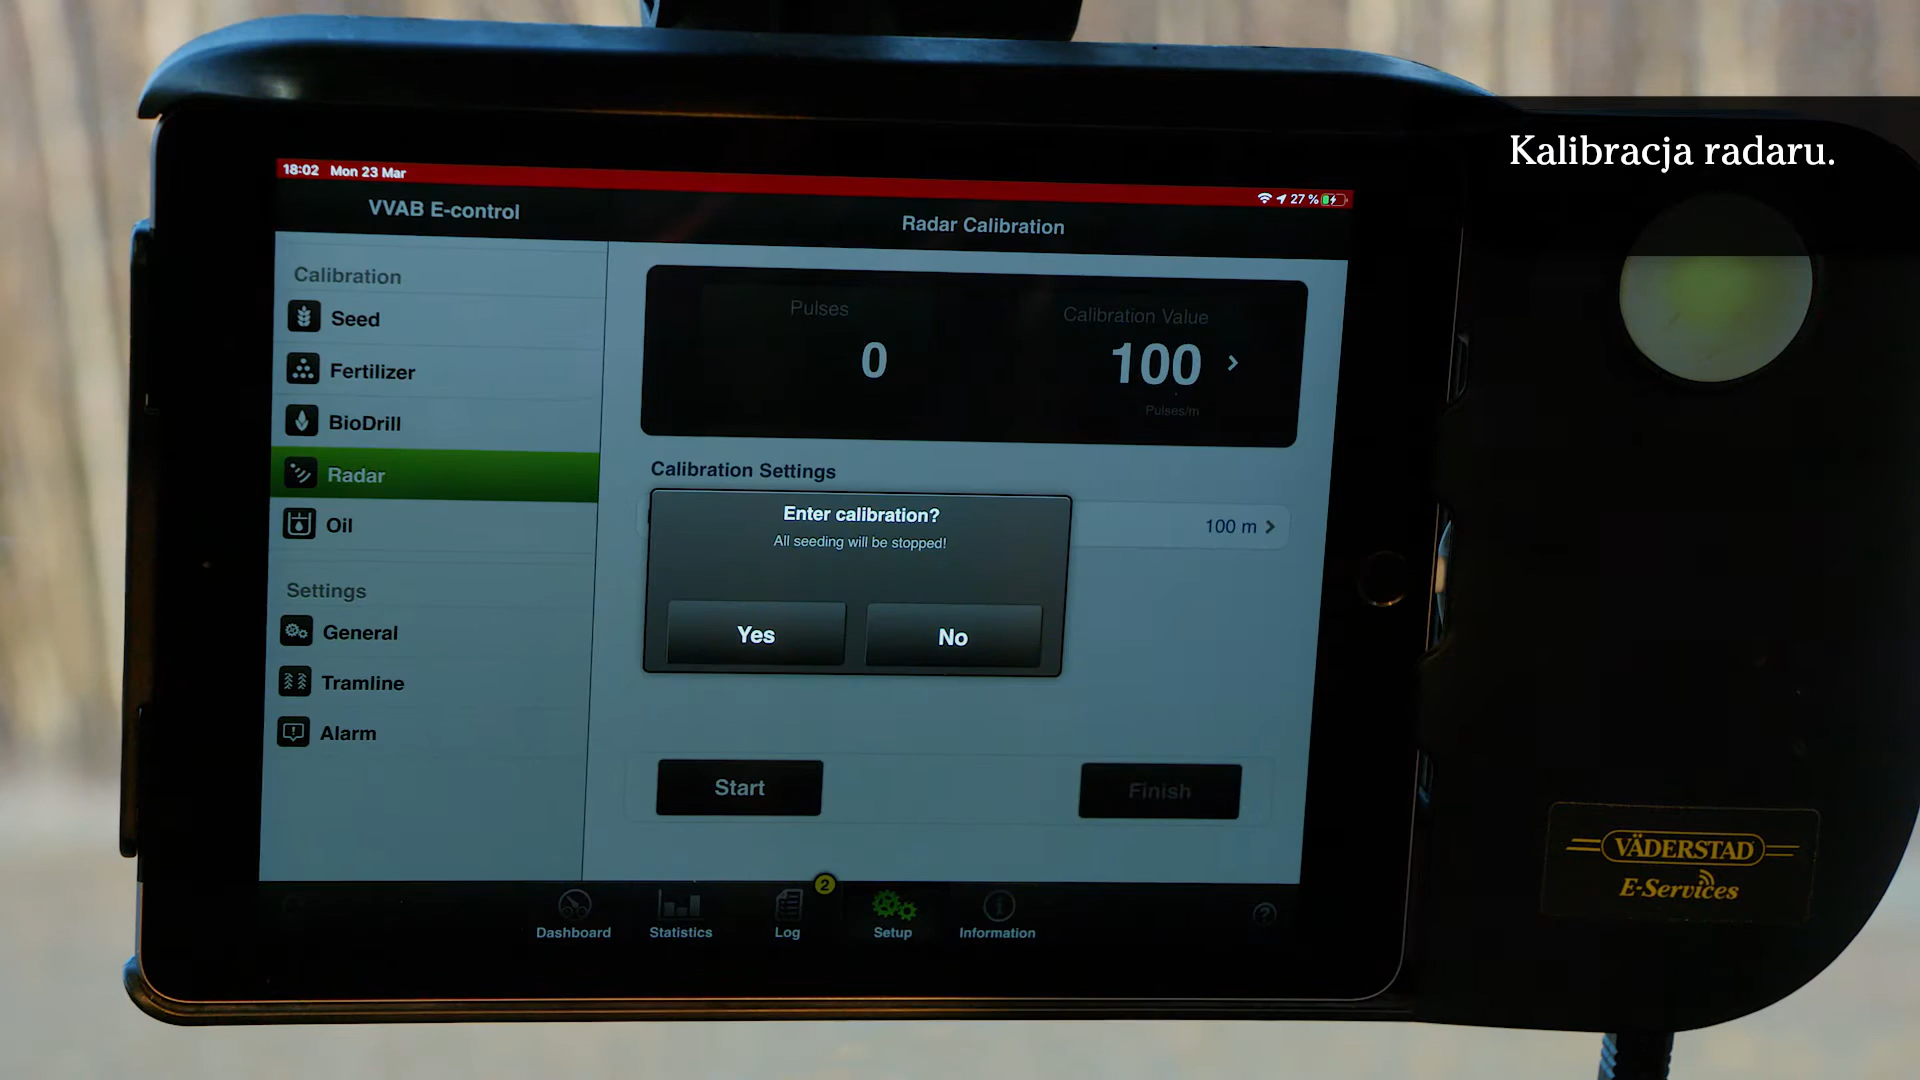 Kalibracja radaru.
18:02 Mon 23 Mar
27 %
VVAB E-control
Radar Calibration
Calibration
Seed
Fertilizer
BioDrill
Radar
Oil
Settings
General
Tramline
Alarm
Pulses
0
Calibration Value
100
Pulses/m
Calibration Settings
100 m
Enter calibration?
All seeding will be stopped!
Yes
No
Start
Finish
Dashboard
Statistics
2
Log
Setup
Information
?
VÄDERSTAD
E-Services